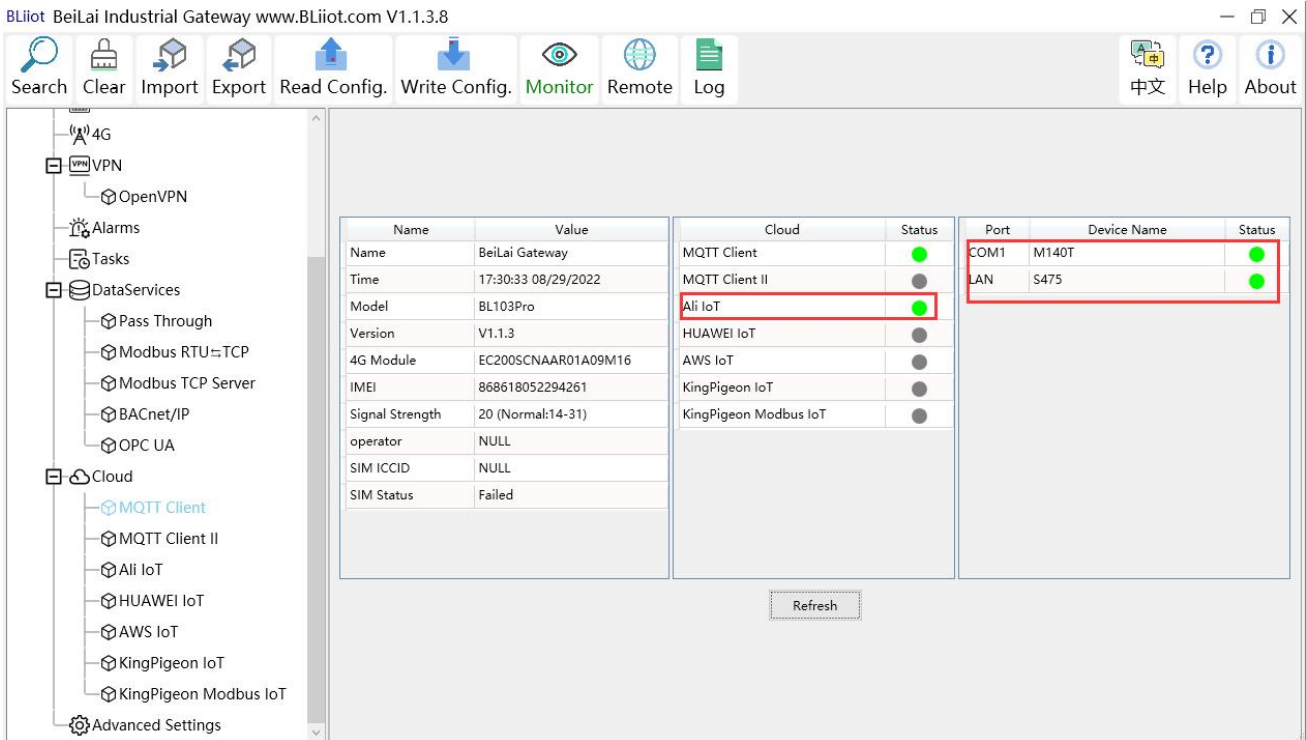 BLiiot BeiLai Industrial Gateway www.BLiiot.com V1.1.3.8
Search Clear Import Export Read Config. Write Config. Monitor Remote Log 中文 Help About
4G
VPN
OpenVPN
Alarms
Tasks
DataServices
Pass Through
Modbus RTU⇆TCP
Modbus TCP Server
BACnet/IP
OPC UA
Cloud
MQTT Client
MQTT Client II
Ali IoT
HUAWEI IoT
AWS IoT
KingPigeon IoT
KingPigeon Modbus IoT
Advanced Settings
Name Value
Name BeiLai Gateway
Time 17:30:33 08/29/2022
Model BL103Pro
Version V1.1.3
4G Module EC200SCNAAR01A09M16
IMEI 868618052294261
Signal Strength 20 (Normal:14-31)
operator NULL
SIM ICCID NULL
SIM Status Failed
Cloud Status
MQTT Client
MQTT Client II
Ali IoT
HUAWEI IoT
AWS IoT
KingPigeon IoT
KingPigeon Modbus IoT
Port Device Name Status
COM1 M140T
LAN S475
Refresh